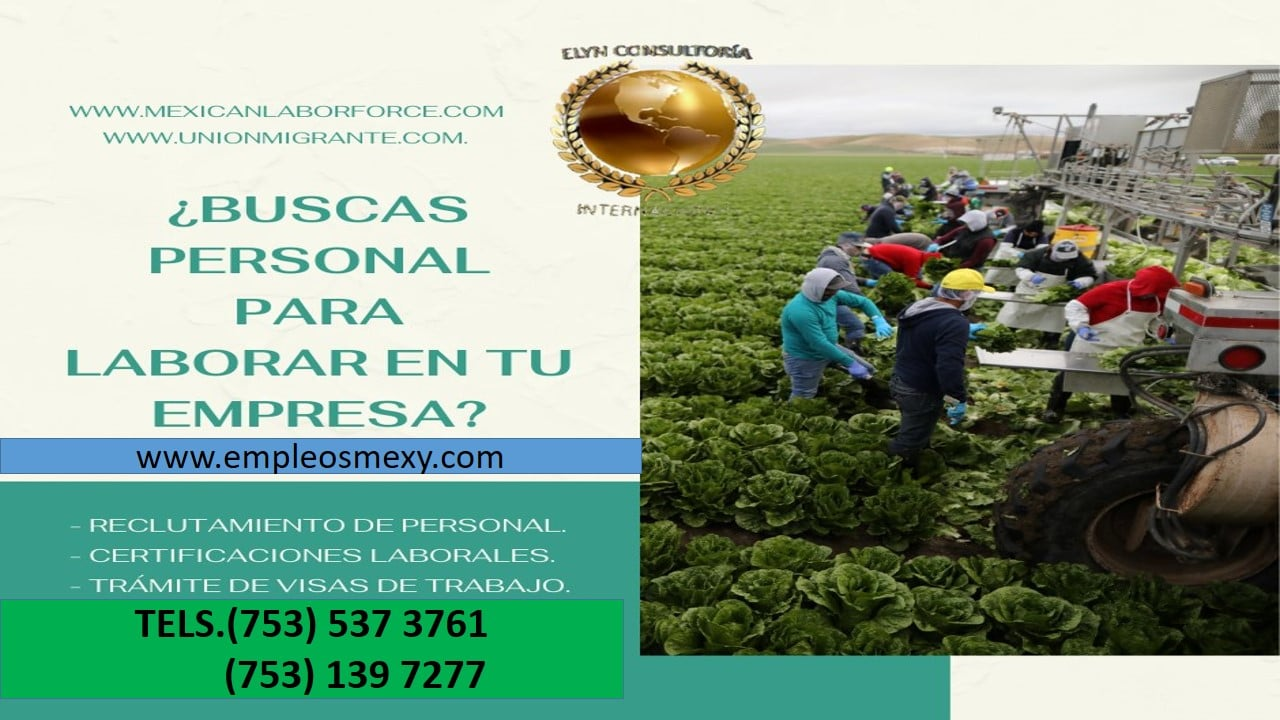 ELYN CONSULTORÍA
WWW.MEXICANLABORFORCE.COM
WWW.UNIONMIGRANTE.COM.
¿BUSCAS
PERSONAL
PARA
LABORAR EN TU
EMPRESA?
www.empleosmexy.com
- RECLUTAMIENTO DE PERSONAL.
- CERTIFICACIONES LABORALES.
- TRÁMITE DE VISAS DE TRABAJO.
TELS.(753) 537 3761
(753) 139 7277